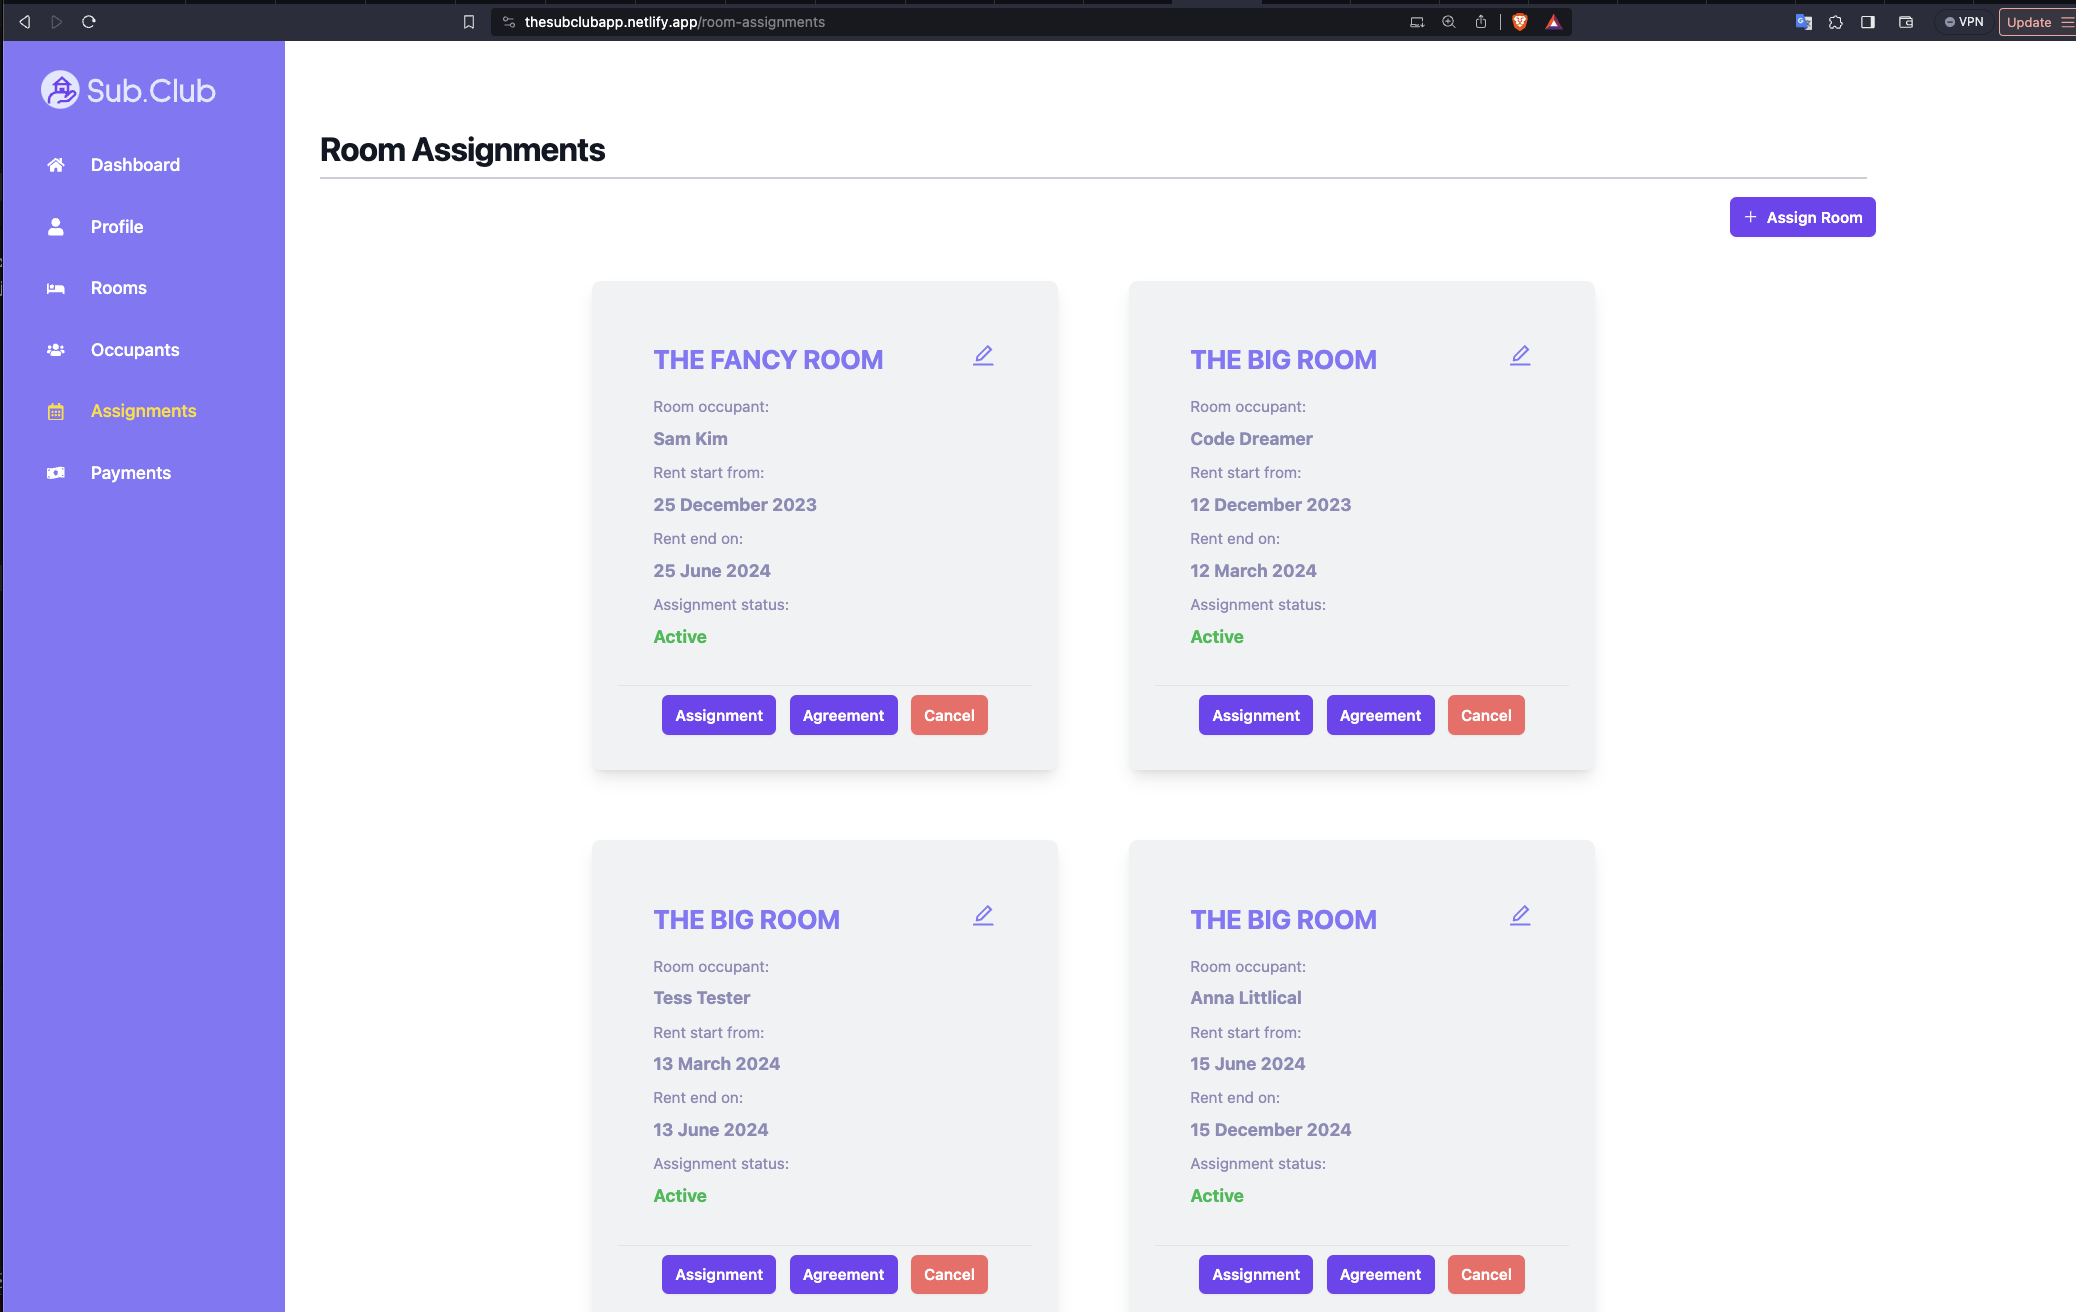 thesubclubapp.netlify.app/room-assignments
VPN
Update
Sub.Club
Dashboard
Profile
Rooms
Occupants
Assignments
Payments
Room Assignments
+ Assign Room
THE FANCY ROOM
Room occupant:
Sam Kim
Rent start from:
25 December 2023
Rent end on:
25 June 2024
Assignment status:
Active
Assignment Agreement Cancel
THE BIG ROOM
Room occupant:
Code Dreamer
Rent start from:
12 December 2023
Rent end on:
12 March 2024
Assignment status:
Active
Assignment Agreement Cancel
THE BIG ROOM
Room occupant:
Tess Tester
Rent start from:
13 March 2024
Rent end on:
13 June 2024
Assignment status:
Active
Assignment Agreement Cancel
THE BIG ROOM
Room occupant:
Anna Littlical
Rent start from:
15 June 2024
Rent end on:
15 December 2024
Assignment status:
Active
Assignment Agreement Cancel